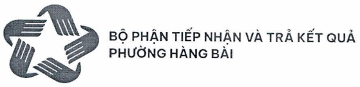 BỘ PHẬN TIẾP NHẬN VÀ TRẢ KẾT QUẢ
PHƯỜNG HÀNG BÀI